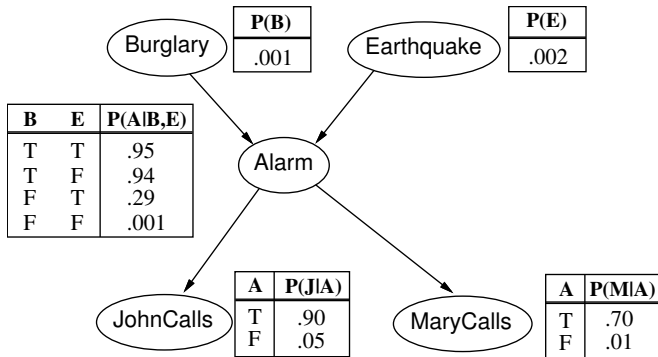 Burglary
P(B)
.001
Earthquake
P(E)
.002
B E P(A|B,E)
T T .95
T F .94
F T .29
F F .001
Alarm
JohnCalls
A P(J|A)
T .90
F .05
MaryCalls
A P(M|A)
T .70
F .01